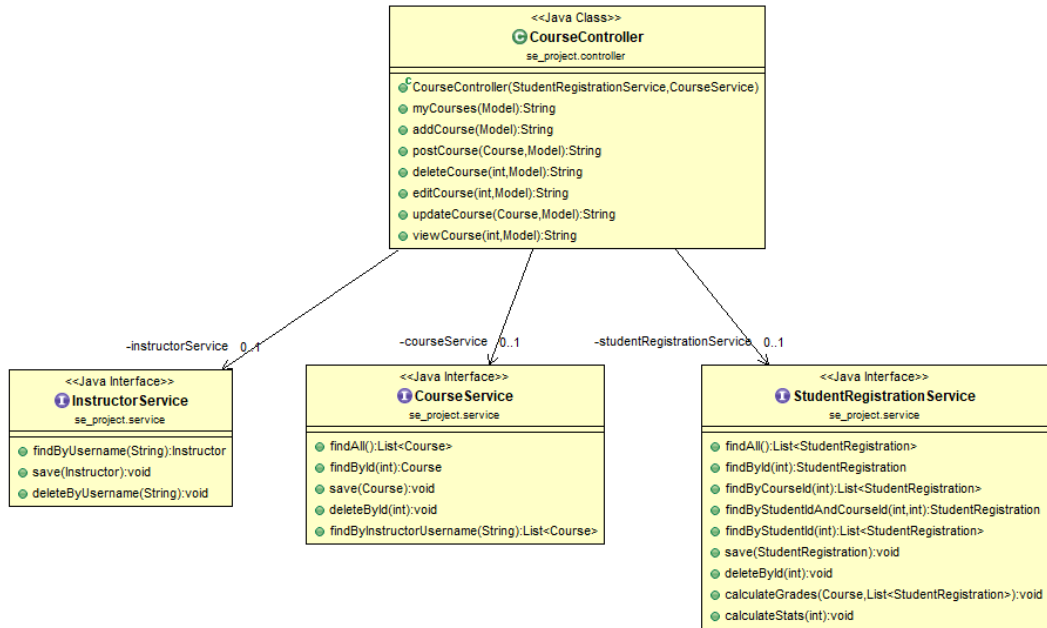 <<Java Class>>
CourseController
se_project.controller
CourseController(StudentRegistrationService,CourseService)
myCourses(Model):String
addCourse(Model):String
postCourse(Course,Model):String
deleteCourse(int,Model):String
editCourse(int,Model):String
updateCourse(Course,Model):String
viewCourse(int,Model):String
-instructorService 0..1
-courseService 0..1
-studentRegistrationService 0..1
<<Java Interface>>
InstructorService
se_project.service
findByUsername(String):Instructor
save(Instructor):void
deleteByUsername(String):void
<<Java Interface>>
CourseService
se_project.service
findAll():List<Course>
findById(int):Course
save(Course):void
deleteById(int):void
findByInstructorUsername(String):List<Course>
<<Java Interface>>
StudentRegistrationService
se_project.service
findAll():List<StudentRegistration>
findById(int):StudentRegistration
findByCourseId(int):List<StudentRegistration>
findByStudentIdAndCourseId(int,int):StudentRegistration
findByStudentId(int):List<StudentRegistration>
save(StudentRegistration):void
deleteById(int):void
calculateGrades(Course,List<StudentRegistration>):void
calculateStats(int):void